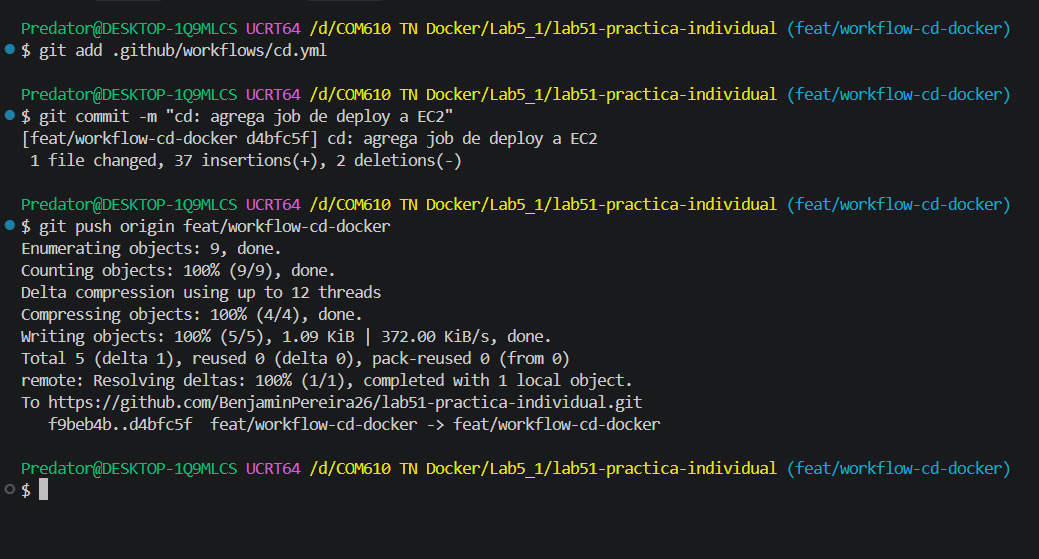 Predator@DESKTOP-1Q9MLCS UCRT64 /d/COM610 TN Docker/Lab5_1/lab51-practica-individual (feat/workflow-cd-docker)
$ git add .github/workflows/cd.yml
Predator@DESKTOP-1Q9MLCS UCRT64 /d/COM610 TN Docker/Lab5_1/lab51-practica-individual (feat/workflow-cd-docker)
$ git commit -m "cd: agrega job de deploy a EC2"
[feat/workflow-cd-docker d4bfc5f] cd: agrega job de deploy a EC2
 1 file changed, 37 insertions(+), 2 deletions(-)
Predator@DESKTOP-1Q9MLCS UCRT64 /d/COM610 TN Docker/Lab5_1/lab51-practica-individual (feat/workflow-cd-docker)
$ git push origin feat/workflow-cd-docker
Enumerating objects: 9, done.
Counting objects: 100% (9/9), done.
Delta compression using up to 12 threads
Compressing objects: 100% (4/4), done.
Writing objects: 100% (5/5), 1.09 KiB | 372.00 KiB/s, done.
Total 5 (delta 1), reused 0 (delta 0), pack-reused 0 (from 0)
remote: Resolving deltas: 100% (1/1), completed with 1 local object.
To https://github.com/BenjaminPereira26/lab51-practica-individual.git
   f9beb4b..d4bfc5f  feat/workflow-cd-docker -> feat/workflow-cd-docker
Predator@DESKTOP-1Q9MLCS UCRT64 /d/COM610 TN Docker/Lab5_1/lab51-practica-individual (feat/workflow-cd-docker)
$